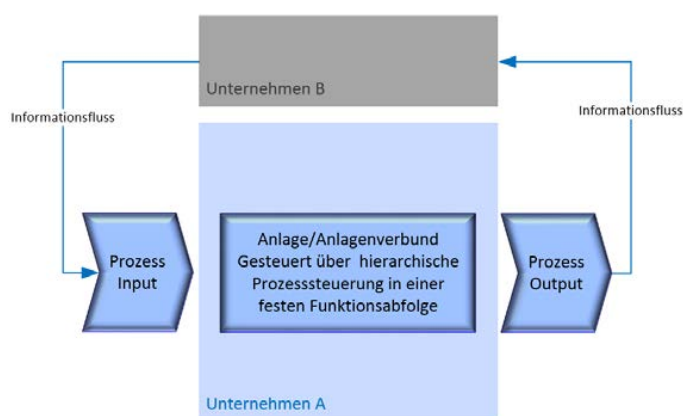 Unternehmen B
Informationsfluss
Informationsfluss
Prozess
Input
Anlage/Anlagenverbund
Gesteuert über hierarchische
Prozesssteuerung in einer
festen Funktionsabfolge
Prozess
Output
Unternehmen A